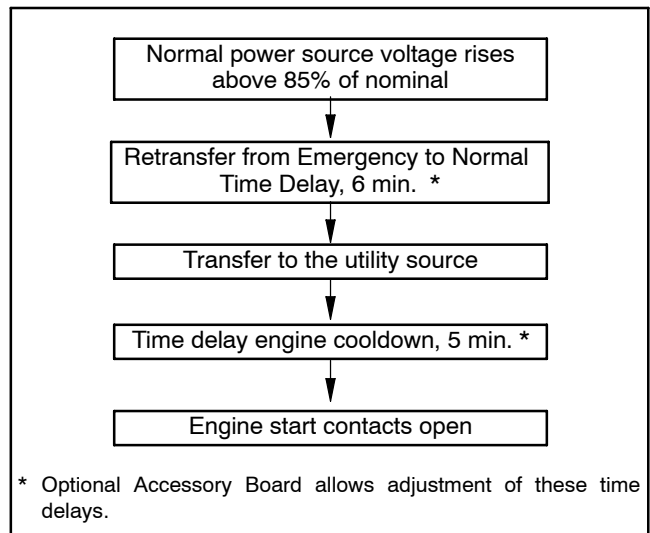 Normal power source voltage rises
above 85% of nominal
Retransfer from Emergency to Normal
Time Delay, 6 min. *
Transfer to the utility source
Time delay engine cooldown, 5 min. *
Engine start contacts open
* Optional Accessory Board allows adjustment of these time
delays.